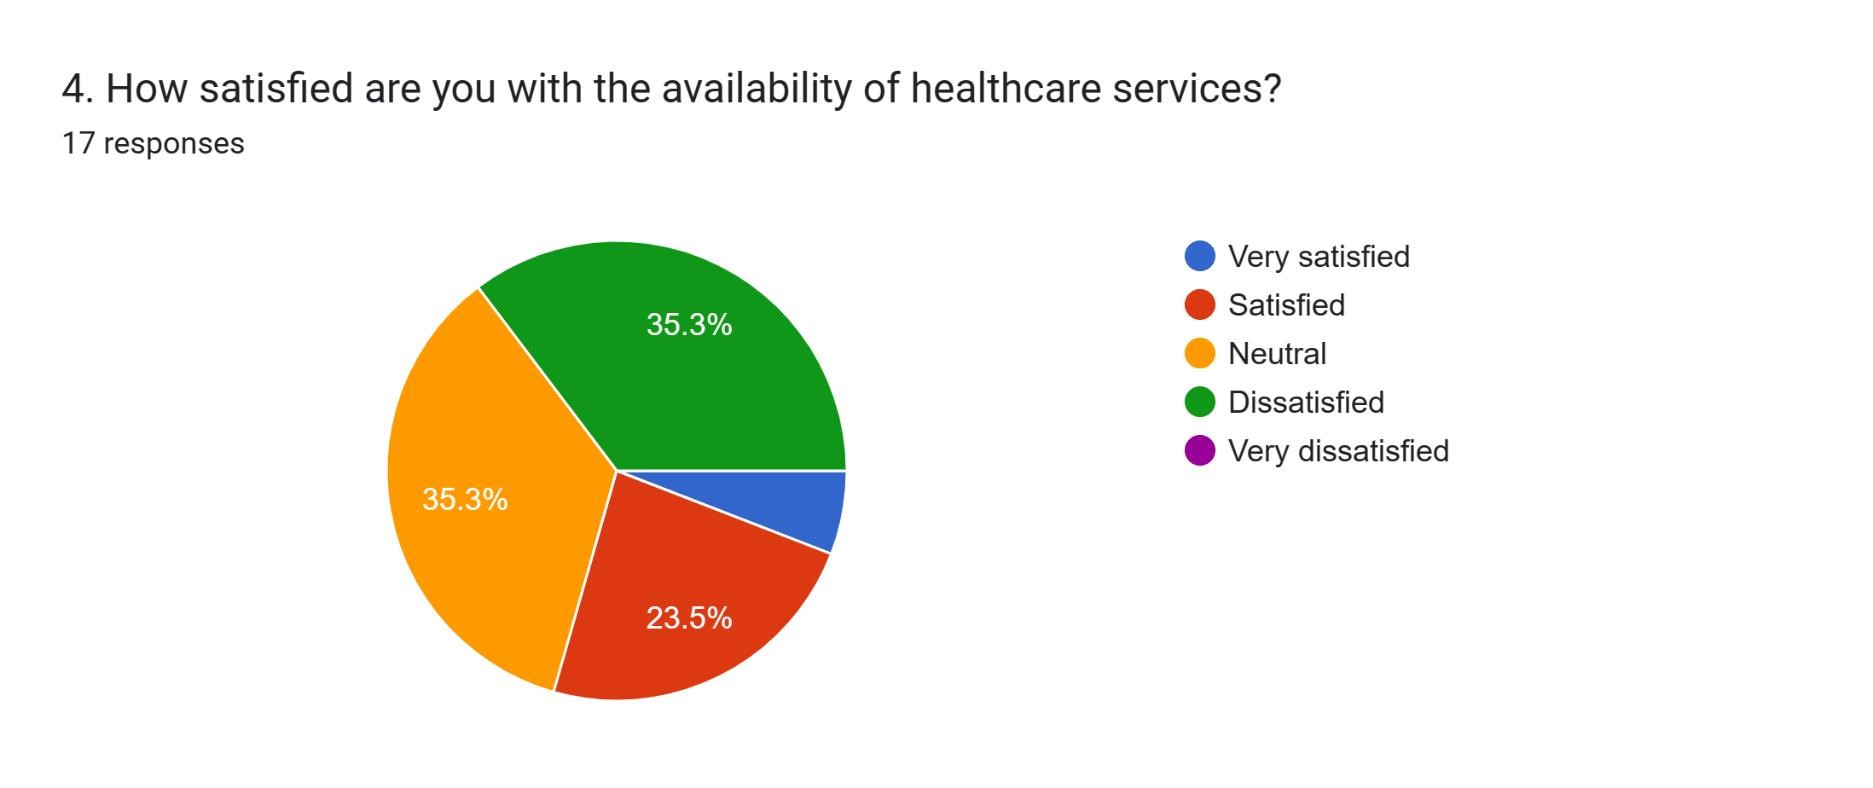 4. How satisfied are you with the availability of healthcare services?
17 responses
35.3%
35.3%
23.5%
Very satisfied
Satisfied
Neutral
Dissatisfied
Very dissatisfied